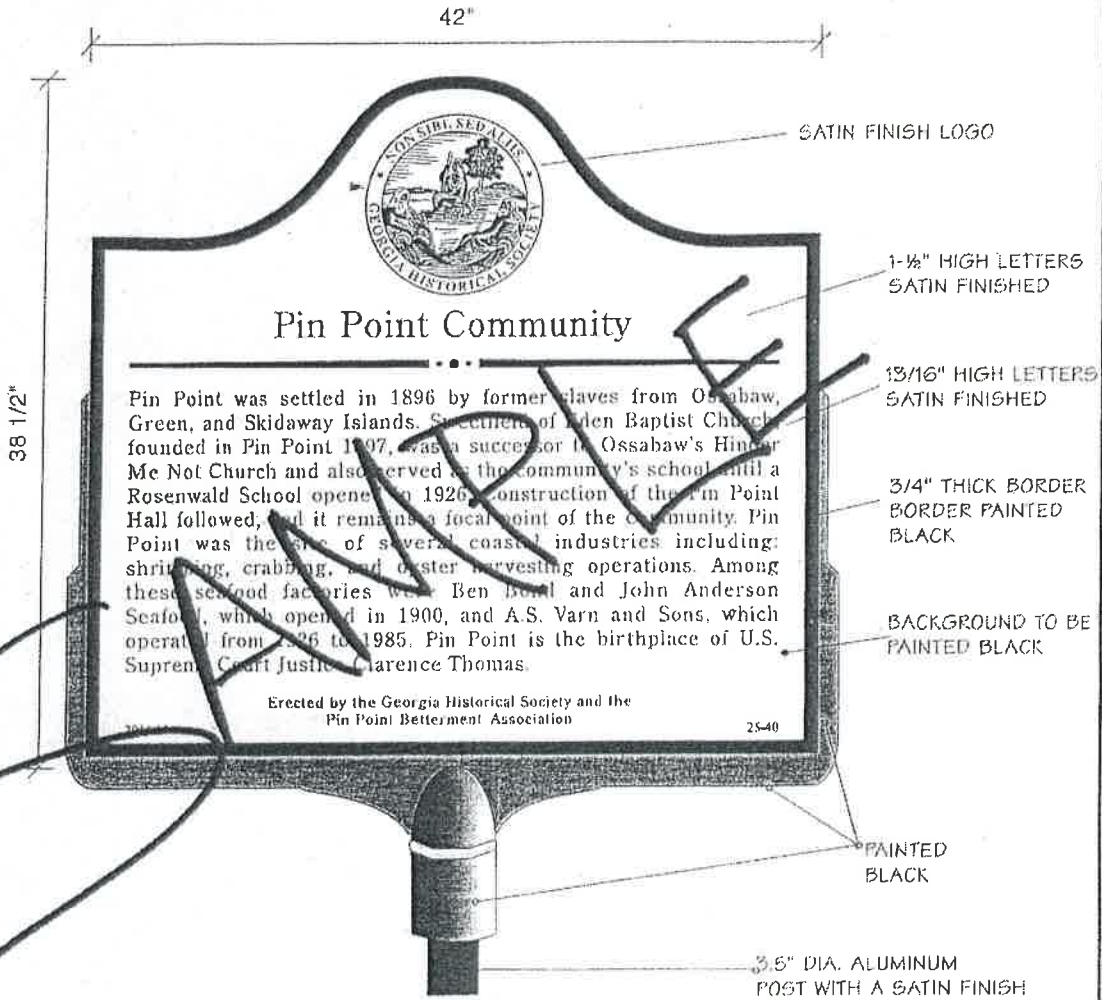 42"
38 1/2"
NON SIBI, SED ALIIS
GEORGIA HISTORICAL SOCIETY
SATIN FINISH LOGO
1-½" HIGH LETTERS
SATIN FINISHED
13/16" HIGH LETTERS
SATIN FINISHED
3/4" THICK BORDER
BORDER PAINTED
BLACK
BACKGROUND TO BE
PAINTED BLACK
PAINTED
BLACK
3.5" DIA. ALUMINUM
POST WITH A SATIN FINISH
Pin Point Community
Pin Point was settled in 1896 by former slaves from Ossabaw,
Green, and Skidaway Islands. Sweetfield of Eden Baptist Church,
founded in Pin Point 1897, was a successor to Ossabaw's Hinder
Me Not Church and also served as the community's school until a
Rosenwald School opened in 1926. Construction of the Pin Point
Hall followed, and it remains a focal point of the community. Pin
Point was the site of several coastal industries including:
shrimping, crabbing, and oyster harvesting operations. Among
these seafood factories were Ben Bond and John Anderson
Seafood, which opened in 1900, and A.S. Varn and Sons, which
operated from 1926 to 1985. Pin Point is the birthplace of U.S.
Supreme Court Justice Clarence Thomas.
Erected by the Georgia Historical Society and the
Pin Point Betterment Association
25-40
SAMPLE